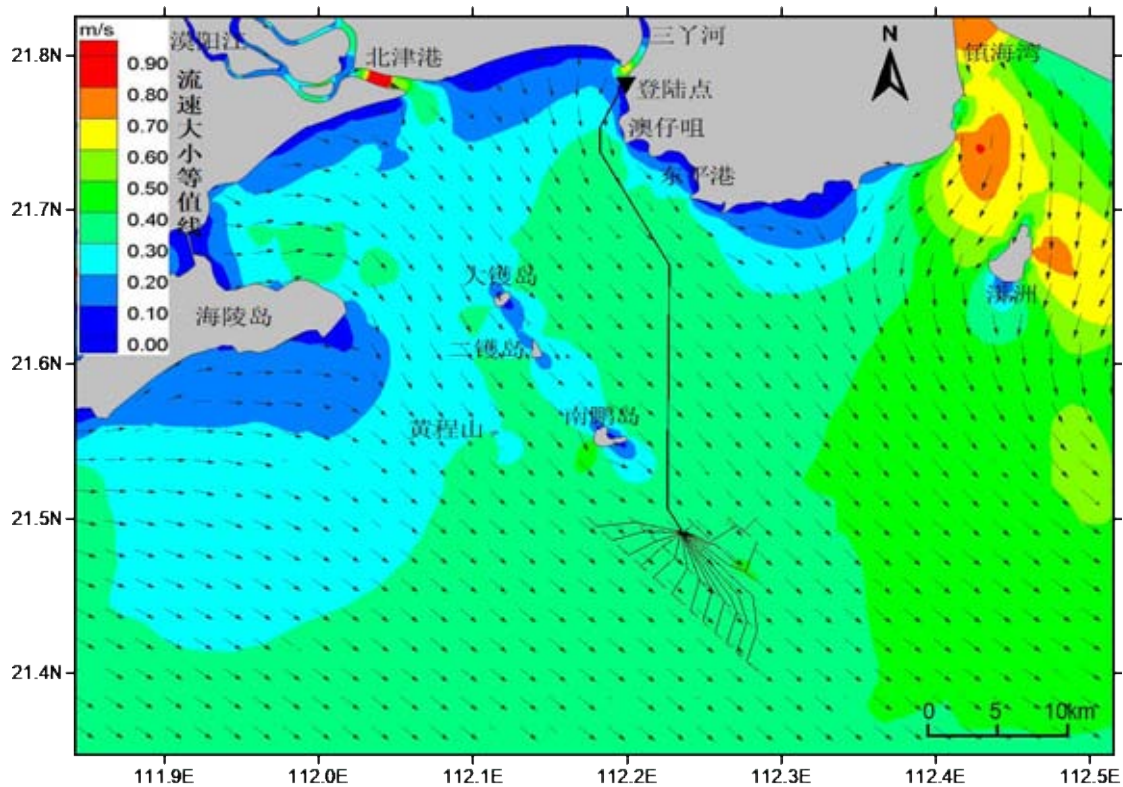 m/s
0.90
0.80
0.70
0.60
0.50
0.40
0.30
0.20
0.10
0.00
流速大小等值线
漠阳江
北津港
三丫河
登陆点
澳仔咀
东平港
镇海湾
N
漭洲
大镬岛
二镬岛
南鹏岛
黄程山
海陵岛
0 5 10km
21.8N
21.7N
21.6N
21.5N
21.4N
111.9E 112.0E 112.1E 112.2E 112.3E 112.4E 112.5E